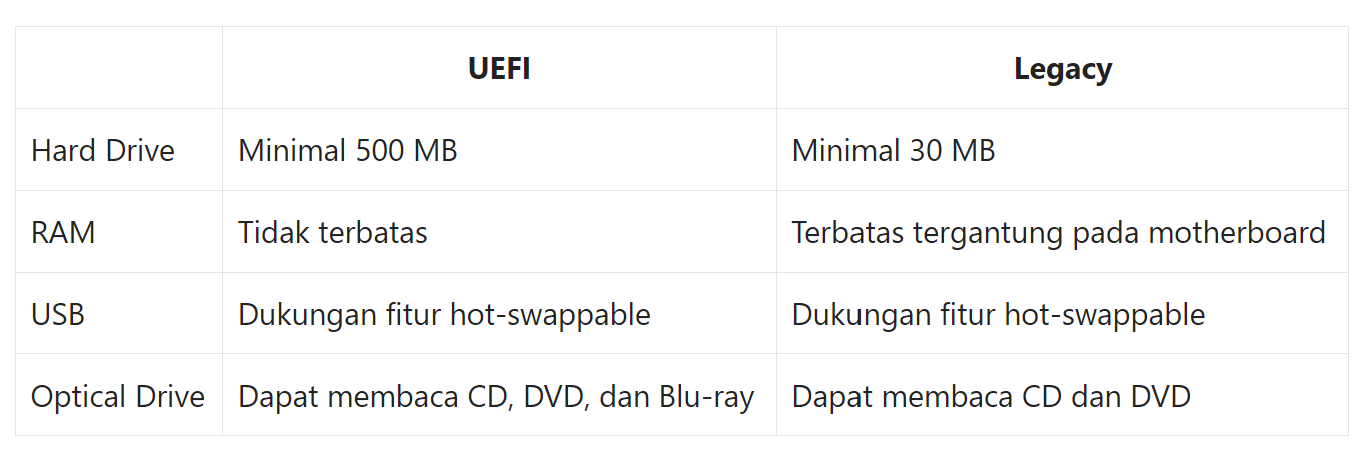 UEFI Legacy
Hard Drive Minimal 500 MB Minimal 30 MB
RAM Tidak terbatas Terbatas tergantung pada motherboard
USB Dukungan fitur hot-swappable Dukungan fitur hot-swappable
Optical Drive Dapat membaca CD, DVD, dan Blu-ray Dapat membaca CD dan DVD